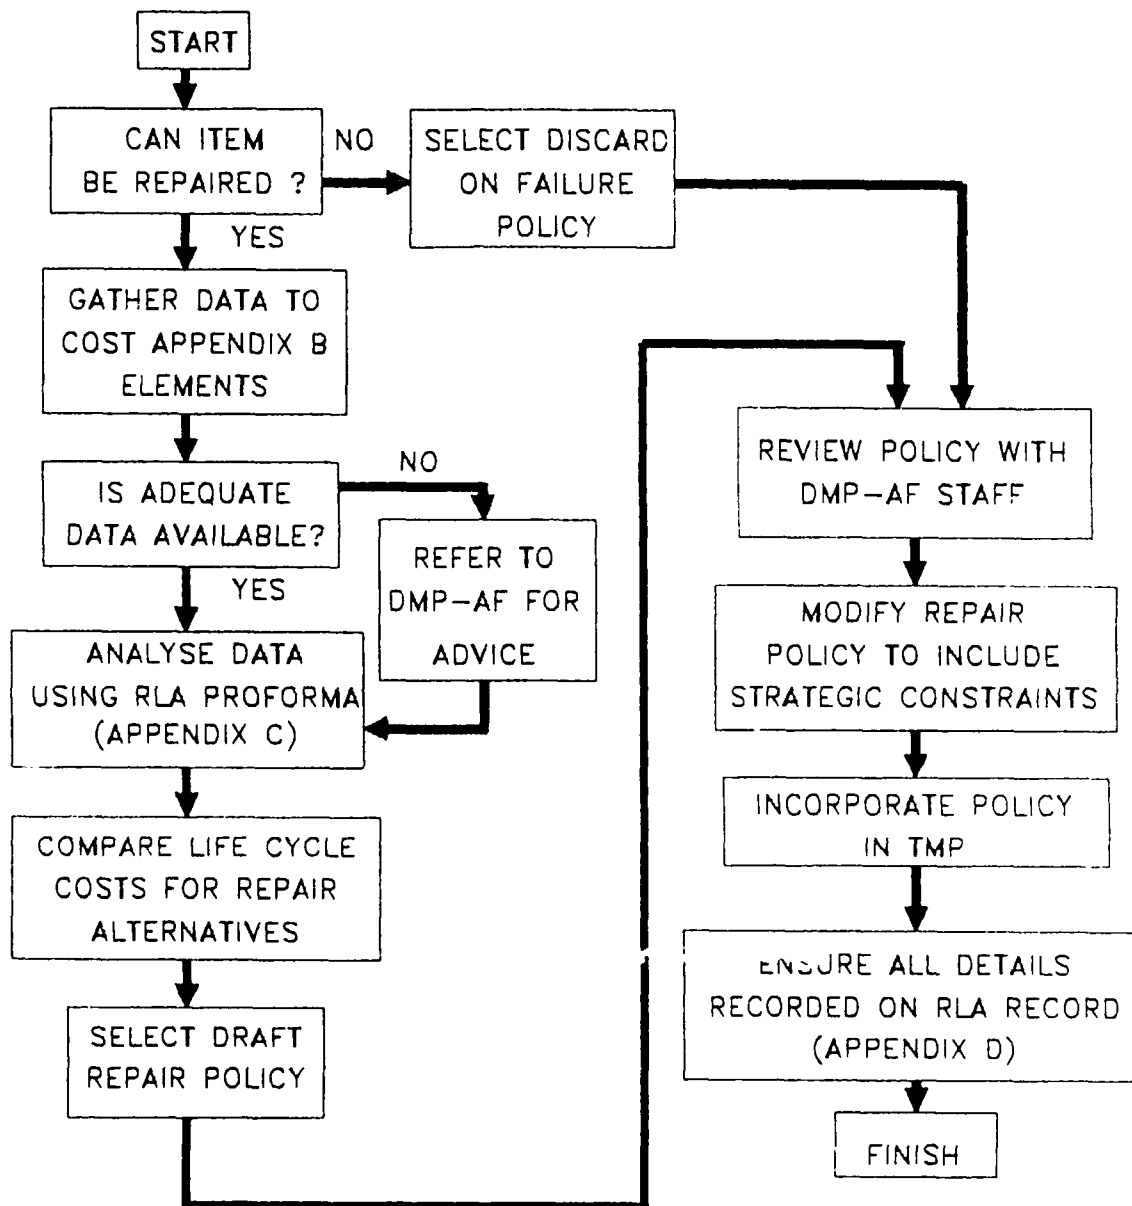 START
CAN ITEM
BE REPAIRED ?
NO
SELECT DISCARD
ON FAILURE
POLICY
YES
GATHER DATA TO
COST APPENDIX B
ELEMENTS
IS ADEQUATE
DATA AVAILABLE?
NO
REFER TO
DMP-AF FOR
ADVICE
YES
ANALYSE DATA
USING RLA PROFORMA
(APPENDIX C)
COMPARE LIFE CYCLE
COSTS FOR REPAIR
ALTERNATIVES
SELECT DRAFT
REPAIR POLICY
REVIEW POLICY WITH
DMP-AF STAFF
MODIFY REPAIR
POLICY TO INCLUDE
STRATEGIC CONSTRAINTS
INCORPORATE POLICY
IN TMP
ENSURE ALL DETAILS
RECORDED ON RLA RECORD
(APPENDIX D)
FINISH